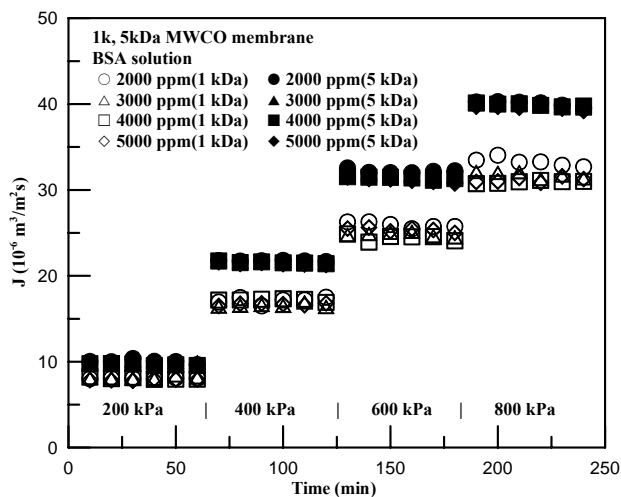 1k, 5kDa MWCO membrane
BSA solution
2000 ppm(1 kDa) 2000 ppm(5 kDa)
3000 ppm(1 kDa) 3000 ppm(5 kDa)
4000 ppm(1 kDa) 4000 ppm(5 kDa)
5000 ppm(1 kDa) 5000 ppm(5 kDa)
50
40
30
20
10
0
J (10⁻⁶ m³/m²s)
200 kPa | 400 kPa | 600 kPa | 800 kPa
0 50 100 150 200 250
Time (min)